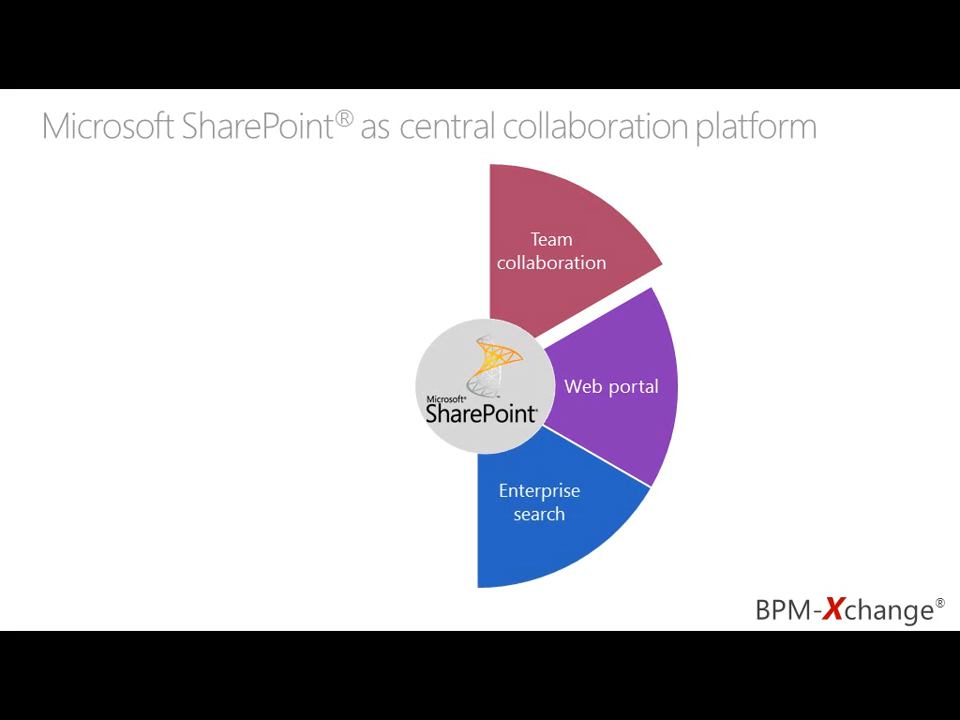 Microsoft SharePoint® as central collaboration platform
Team
collaboration
Microsoft®
SharePoint®
Web portal
Enterprise
search
BPM-Xchange®